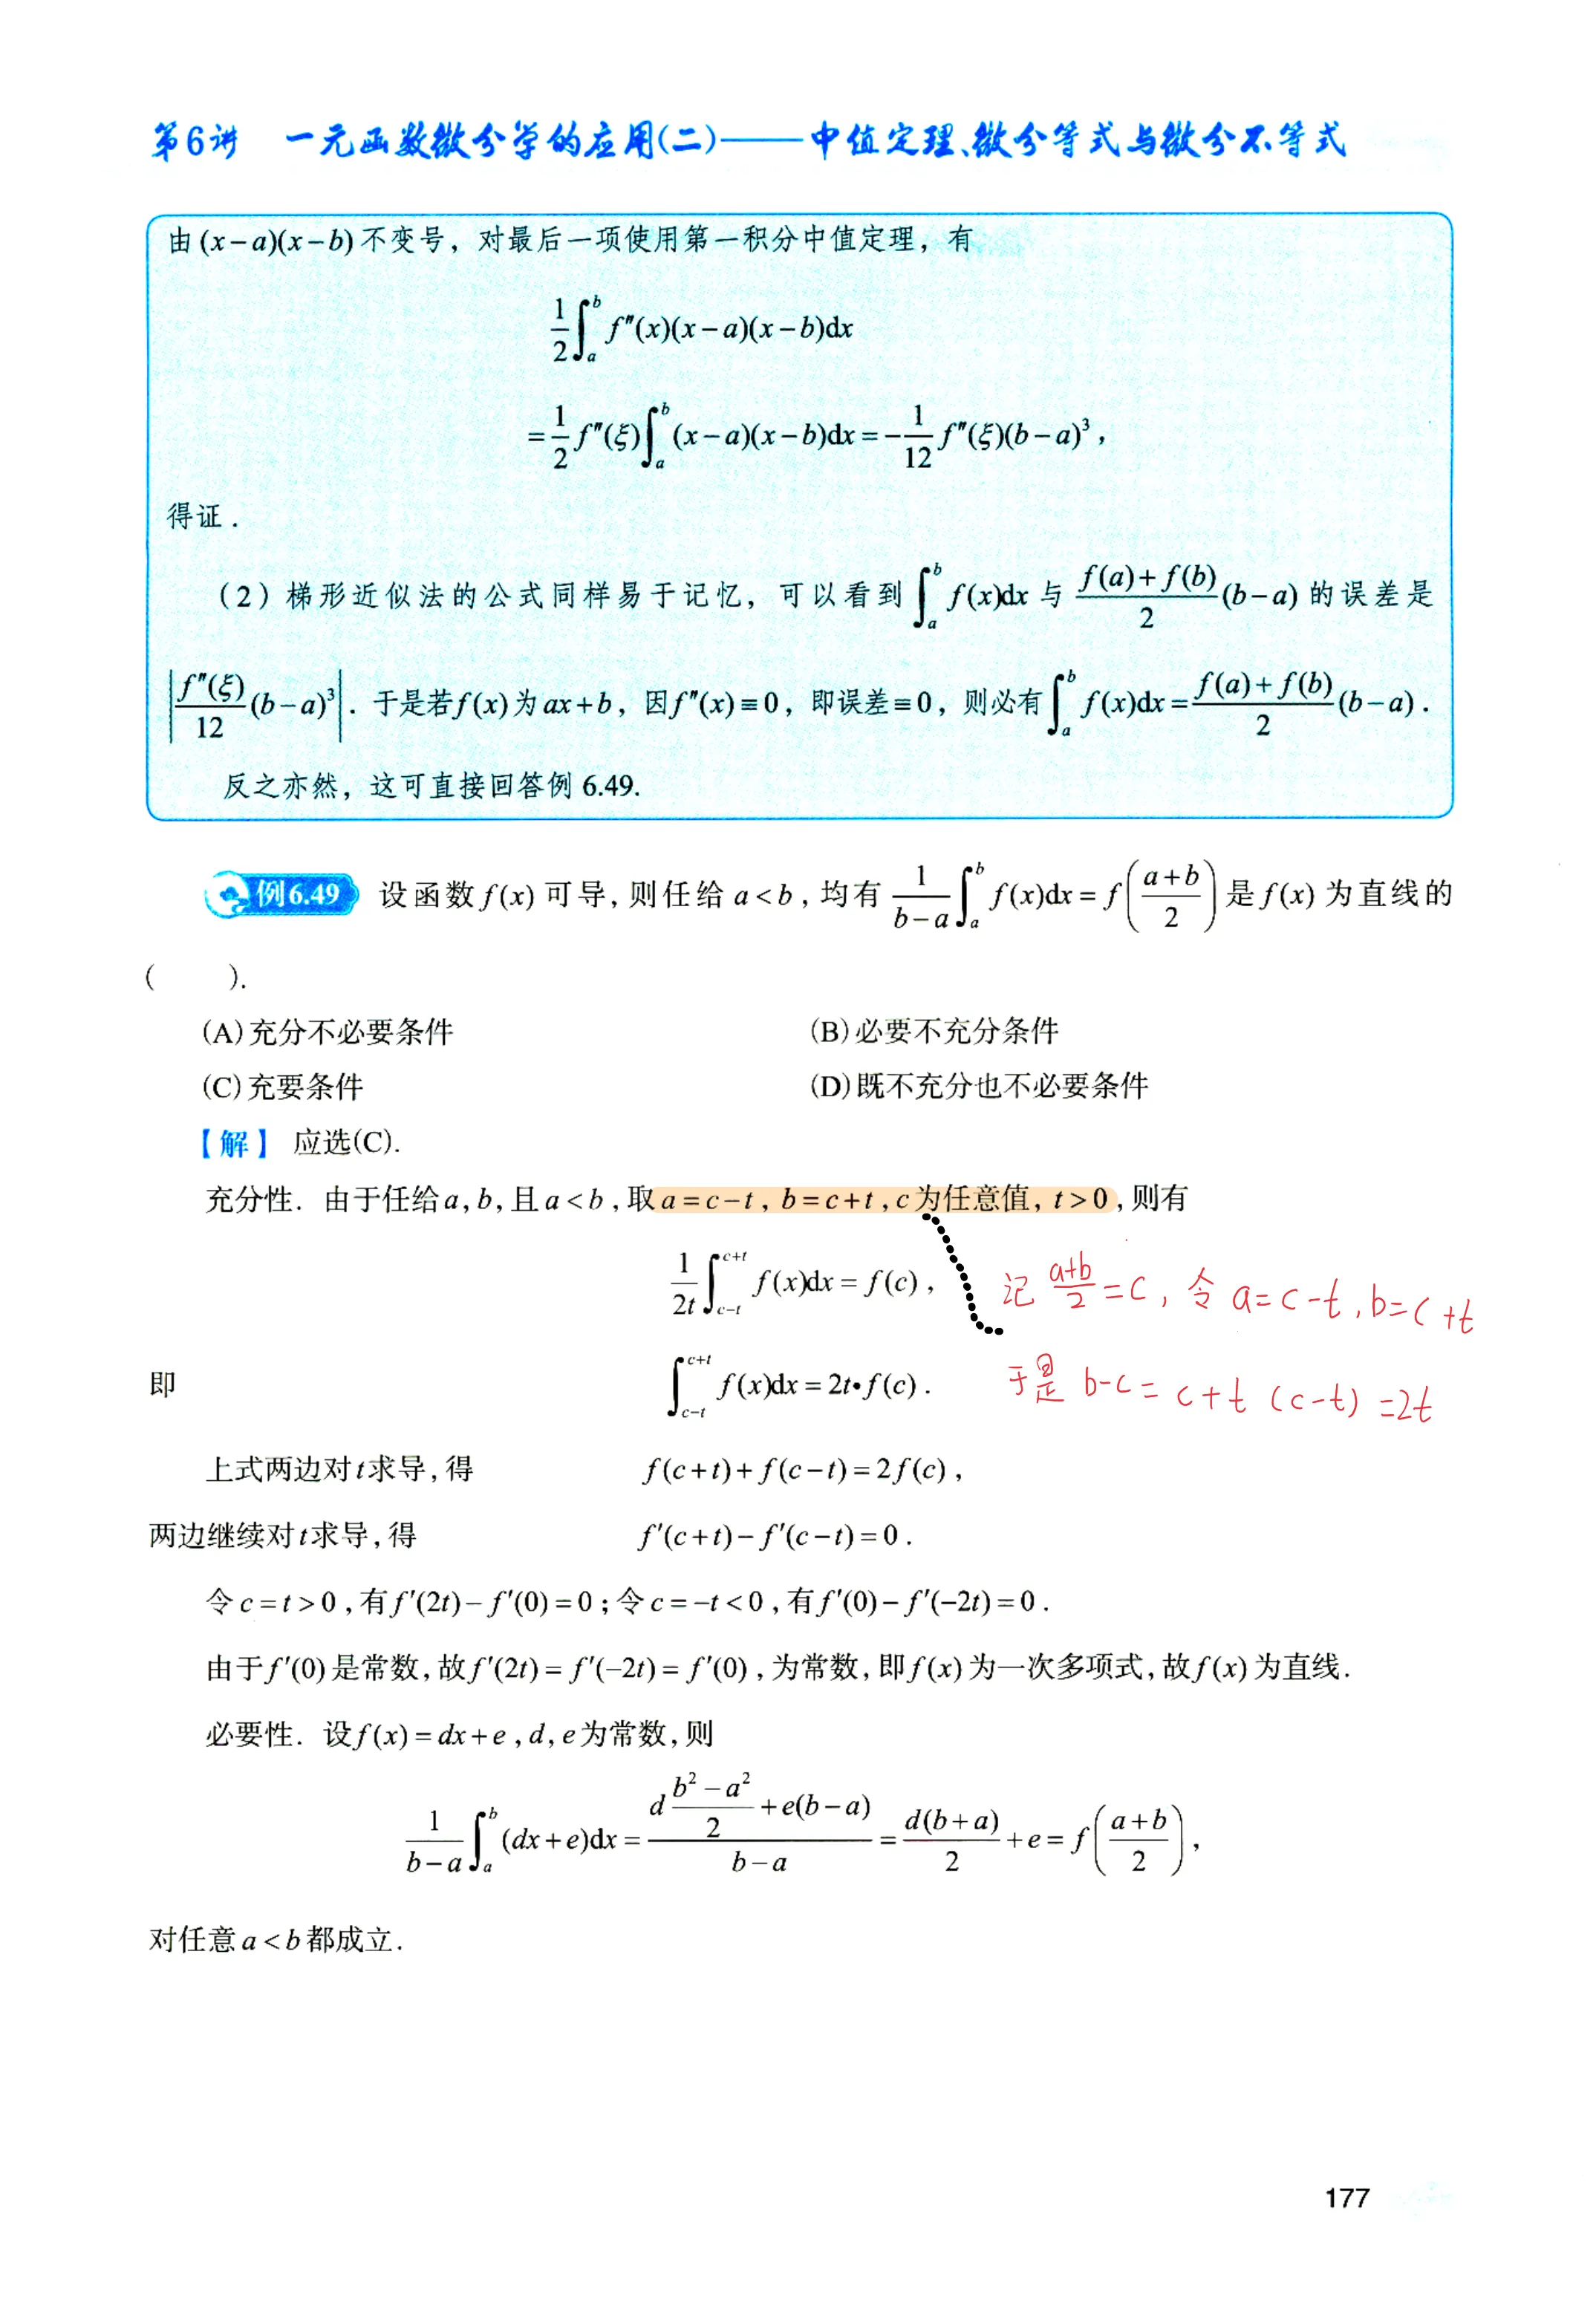 第6讲 一元函数微分学的应用(二)——中值定理、微分等式与微分不等式
由 (x−a)(x−b) 不变号，对最后一项使用第一积分中值定理，有
$\frac{1}{2}\int_a^b f''(x)(x-a)(x-b)dx$
$=\frac{1}{2}f''(\xi)\int_a^b (x-a)(x-b)dx=-\frac{1}{12}f''(\xi)(b-a)^3$，
得证．
（2）梯形近似法的公式同样易于记忆，可以看到 $\int_a^b f(x)dx$ 与 $\frac{f(a)+f(b)}{2}(b-a)$ 的误差是
$\left|\frac{f''(\xi)}{12}(b-a)^3\right|$．于是若 f(x) 为 ax+b，因 f″(x)≡0，即误差≡0，则必有 $\int_a^b f(x)dx=\frac{f(a)+f(b)}{2}(b-a)$．
反之亦然，这可直接回答例 6.49.
例6.49 设函数 f(x) 可导，则任给 a<b，均有 $\frac{1}{b-a}\int_a^b f(x)dx=f\left(\frac{a+b}{2}\right)$ 是 f(x) 为直线的
(　　).
(A)充分不必要条件 (B)必要不充分条件
(C)充要条件 (D)既不充分也不必要条件
【解】 应选(C).
充分性．由于任给 a,b,且 a<b,取 a=c−t, b=c+t, c为任意值, t>0,则有
$\frac{1}{2t}\int_{c-t}^{c+t} f(x)dx=f(c)$，
记 $\frac{a+b}{2}$=c, 令 a=c-t, b=c+t
即 $\int_{c-t}^{c+t} f(x)dx=2t•f(c)$．
于是 b-c= c+t (c-t) =2t
上式两边对t求导,得 f(c+t)+f(c−t)=2f(c)，
两边继续对t求导,得 f′(c+t)−f′(c−t)=0．
令 c=t>0,有 f′(2t)−f′(0)=0;令 c=−t<0,有 f′(0)−f′(−2t)=0．
由于 f′(0) 是常数,故 f′(2t)=f′(−2t)=f′(0),为常数,即 f(x) 为一次多项式,故 f(x) 为直线．
必要性．设 f(x)=dx+e, d, e为常数,则
$\frac{1}{b-a}\int_a^b (dx+e)dx=\frac{d\frac{b^2-a^2}{2}+e(b-a)}{b-a}=\frac{d(b+a)}{2}+e=f\left(\frac{a+b}{2}\right)$，
对任意 a<b 都成立．
177